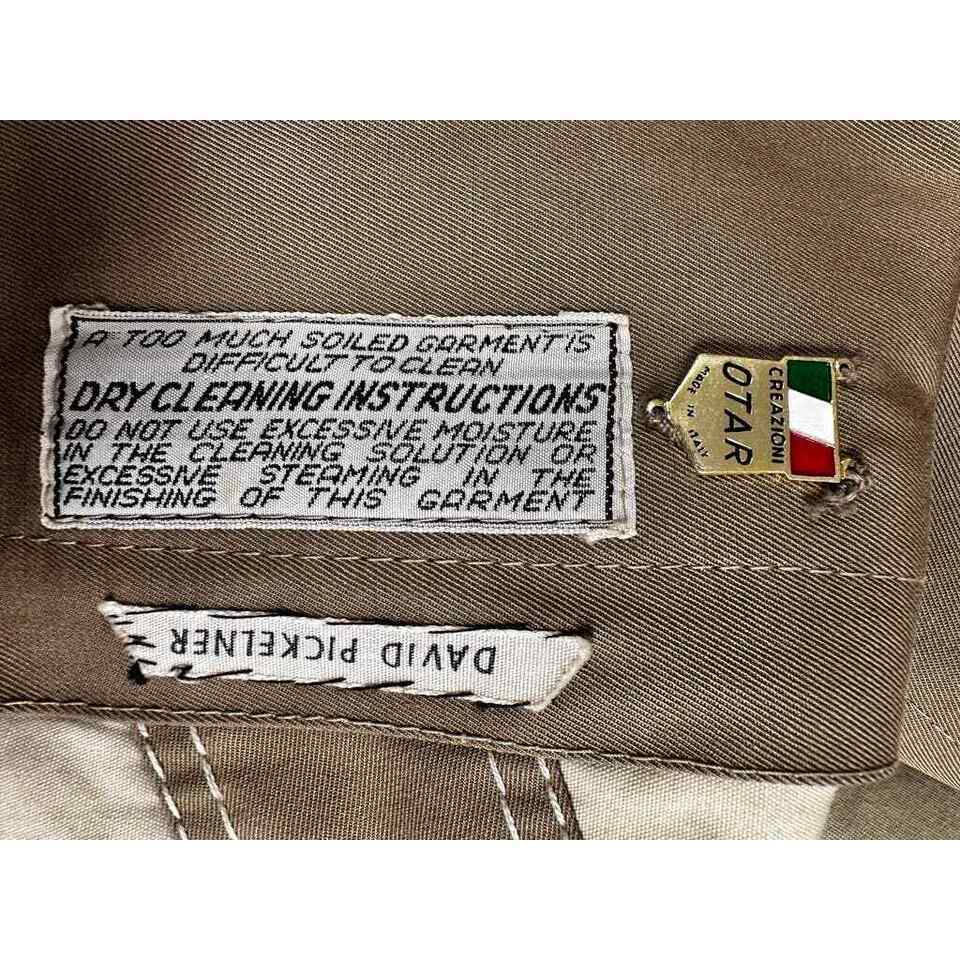 A TOO MUCH SOILED GARMENT IS
DIFFICULT TO CLEAN
DRY CLEANING INSTRUCTIONS
DO NOT USE EXCESSIVE MOISTURE
IN THE CLEANING SOLUTION OR
EXCESSIVE STEAMING IN THE
FINISHING OF THIS GARMENT
CREAZIONI
OTAR
MADE IN ITALY
DAVID PICKELNER